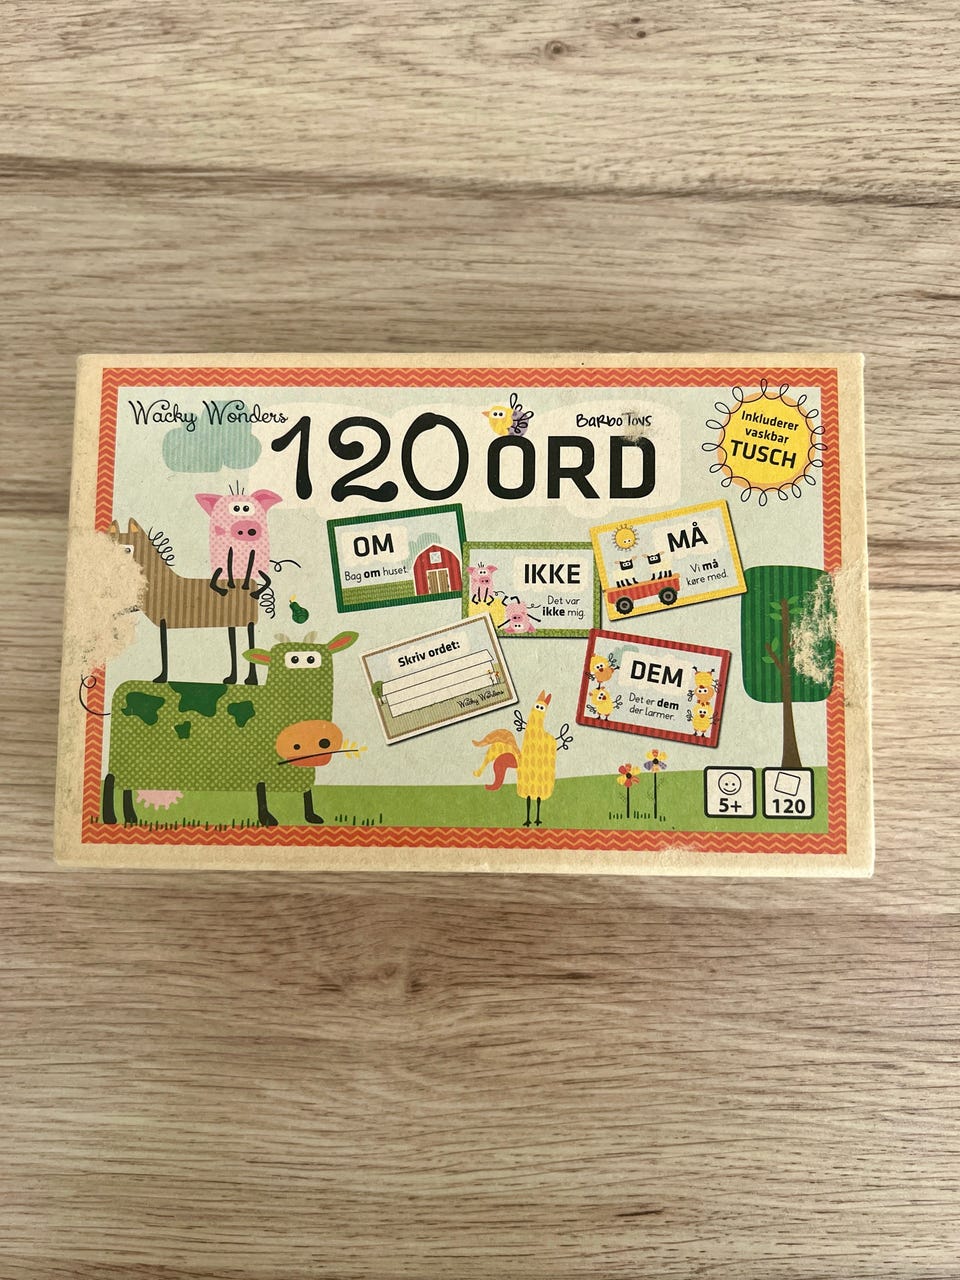 Wacky Wonders
120 ORD
Barbo Toys
Inkluderer
vaskbar
TUSCH
OM
Bag om huset.
IKKE
Det var
ikke mig.
MÅ
Vi må
køre med.
Skriv ordet:
Wacky Wonders
DEM
Det er dem
der larmer.
5+
120